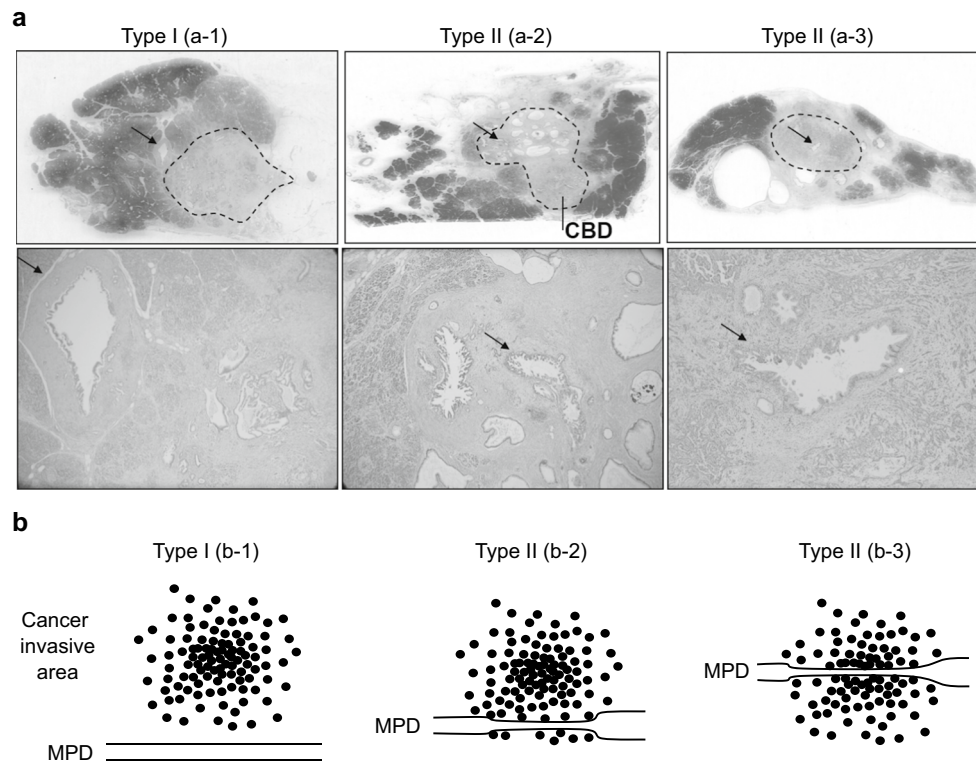 a
Type I (a-1)
Type II (a-2)
Type II (a-3)
CBD
b
Type I (b-1)
Type II (b-2)
Type II (b-3)
Cancer
invasive
area
MPD
MPD
MPD